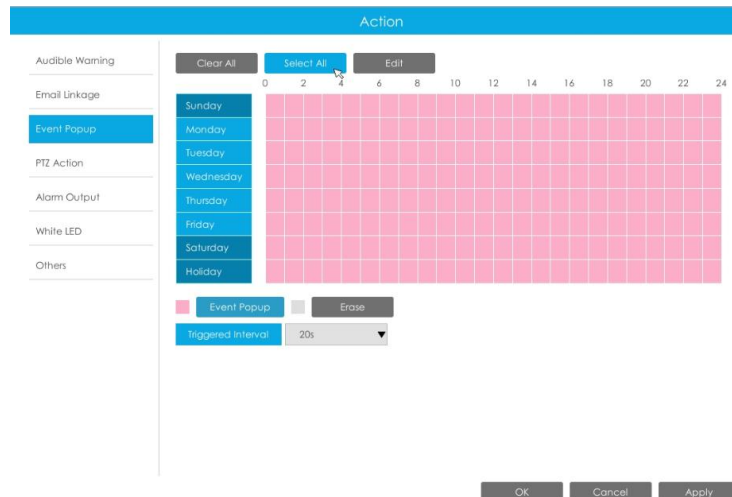 Action
Audible Warning
Email Linkage
Event Popup
PTZ Action
Alarm Output
White LED
Others
Clear All Select All Edit
0 2 4 6 8 10 12 14 16 18 20 22 24
Sunday
Monday
Tuesday
Wednesday
Thursday
Friday
Saturday
Holiday
Event Popup Erase
Triggered Interval 20s
OK Cancel Apply